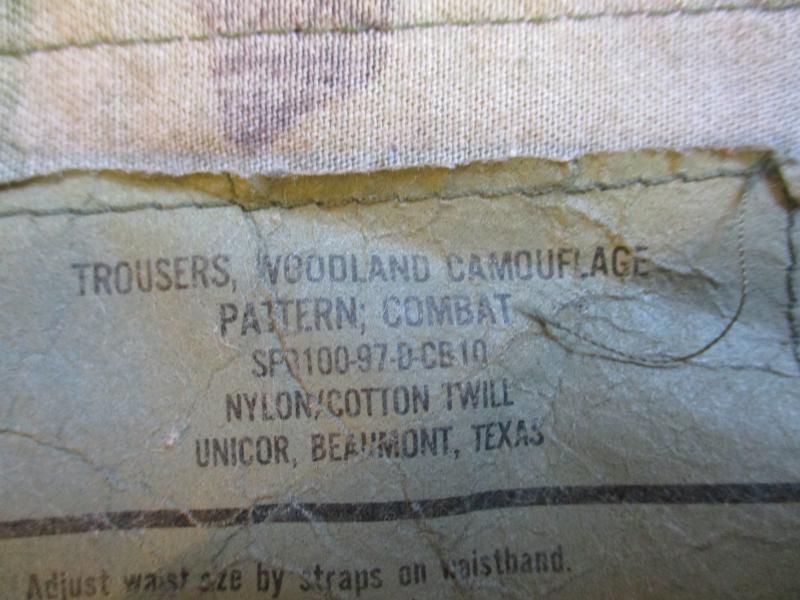 TROUSERS, WOODLAND CAMOUFLAGE
PATTERN; COMBAT
SP0100-97-D-CB10
NYLON/COTTON TWILL
UNICOR, BEAUMONT, TEXAS
Adjust waist size by straps on waistband.